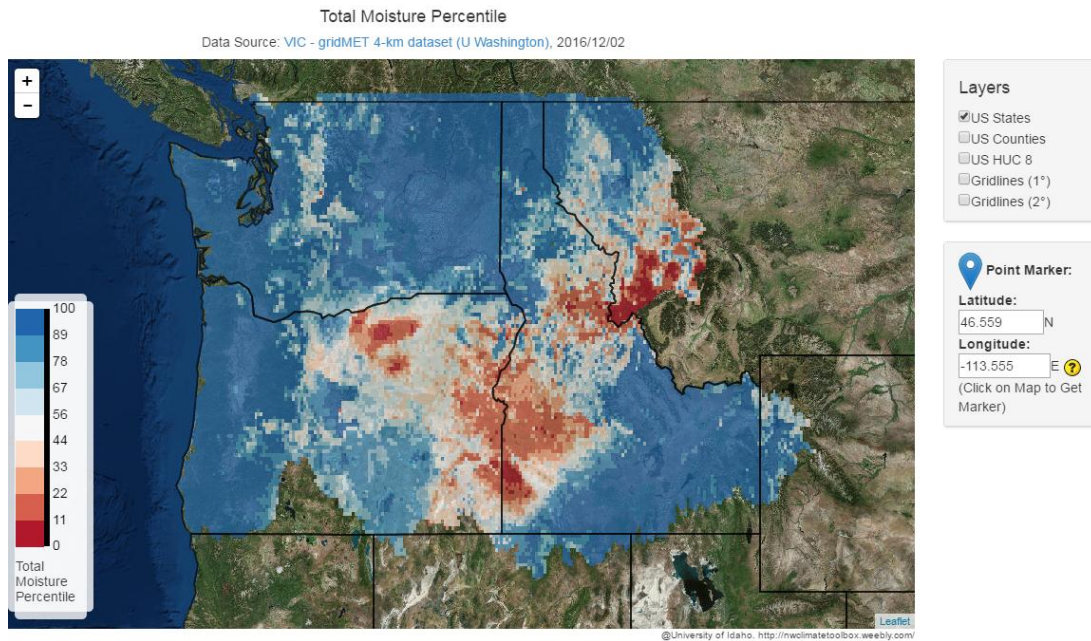 Total Moisture Percentile
Data Source: VIC - gridMET 4-km dataset (U Washington), 2016/12/02
+
−
100
89
78
67
56
44
33
22
11
0
Total
Moisture
Percentile
Layers
US States
US Counties
US HUC 8
Gridlines (1°)
Gridlines (2°)
Point Marker:
Latitude:
46.559 N
Longitude:
-113.555 E ?
(Click on Map to Get
Marker)
Leaflet
@University of Idaho. http://nwclimatetoolbox.weebly.com/